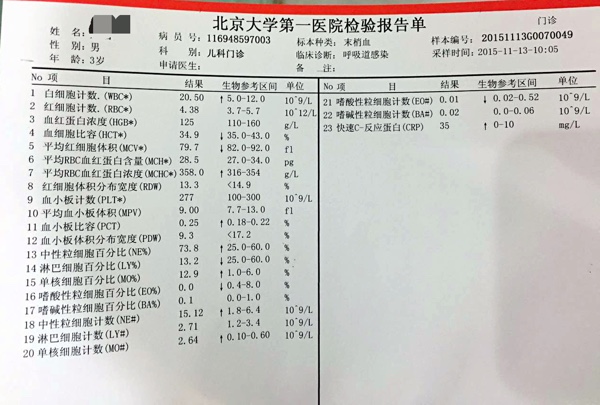 北京大学第一医院检验报告单
门诊
姓 名:
病 员 号: 116948597003
标本种类: 末梢血
样本编号: 20151113G0070049
性 别: 男
科 别: 儿科门诊
临床诊断: 呼吸道感染
采样时间: 2015-11-13-10:05
年 龄: 3岁
申请医生:
备 注:
No 项 目 结果 生物参考区间 单位
1 白细胞计数.(WBC*) 20.50 ↑ 5.0-12.0 10^9/L
2 红细胞计数.(RBC*) 4.38 3.7-5.7 10^12/L
3 血红蛋白浓度(HGB*) 125 110-160 g/L
4 血细胞比容(HCT*) 34.9 ↓ 35.0-43.0 %
5 平均红细胞体积(MCV*) 79.7 ↓ 82.0-92.0 fl
6 平均RBC血红蛋白含量(MCH*) 28.5 27.0-34.0 pg
7 平均RBC血红蛋白浓度(MCHC*) 358.0 ↑ 316-354 g/L
8 红细胞体积分布宽度(RDW) 13.3 <14.9 %
9 血小板计数(PLT*) 277 100-300 10^9/L
10 平均血小板体积(MPV) 9.00 7.7-13.0 fl
11 血小板比容(PCT) 0.25 ↑ 0.18-0.22 %
12 血小板体积分布宽度(PDW) 9.3 <17.2 %
13 中性粒细胞百分比(NE%) 73.8 ↑ 25.0-60.0 %
14 淋巴细胞百分比(LY%) 13.2 ↓ 25.0-60.0 %
15 单核细胞百分比(MO%) 12.9 ↑ 1.0-6.0 %
16 嗜酸性粒细胞百分比(EO%) 0.0 ↓ 0.4-8.0 %
17 嗜碱性粒细胞百分比(BA%) 0.1 0.0-1.0 %
18 中性粒细胞计数(NE#) 15.12 ↑ 1.8-6.4 10^9/L
19 淋巴细胞计数(LY#) 2.71 1.2-3.4 10^9/L
20 单核细胞计数(MO#) 2.64 ↑ 0.10-0.60 10^9/L
21 嗜酸性粒细胞计数(EO#) 0.01 ↓ 0.02-0.52 10^9/L
22 嗜碱性粒细胞计数(BA#) 0.02 0.0-0.06 10^9/L
23 快速C-反应蛋白(CRP) 35 ↑ 0-10 mg/L